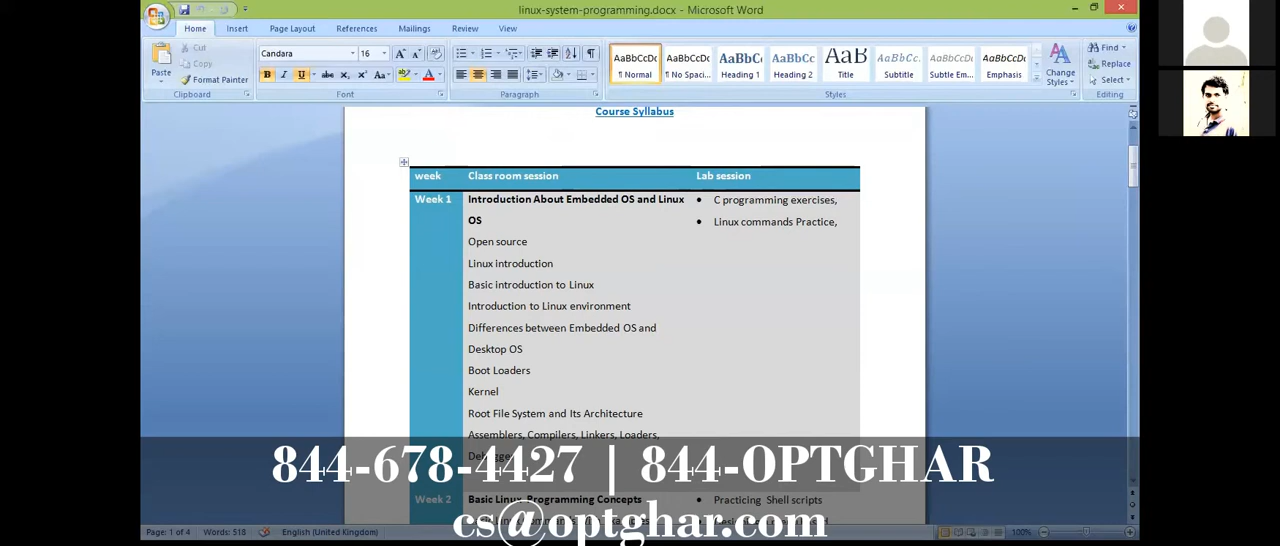 linux-system-programming.docx - Microsoft Word
Home Insert Page Layout References Mailings Review View
Paste Cut Copy Format Painter Clipboard
Candara 16 Font
Paragraph
AaBbCcDc ¶ Normal AaBbCcDc ¶ No Spaci... AaBbCc Heading 1 AaBbCc Heading 2 AaB Title AaBbCc Subtitle AaBbCcDc Subtle Em... AaBbCcDc Emphasis Change Styles Styles
Find Replace Select Editing
Course Syllabus
week Class room session Lab session
Week 1 Introduction About Embedded OS and Linux • C programming exercises,
OS • Linux commands Practice,
Open source
Linux introduction
Basic introduction to Linux
Introduction to Linux environment
Differences between Embedded OS and
Desktop OS
Boot Loaders
Kernel
Root File System and Its Architecture
Assemblers, Compilers, Linkers, Loaders,
844-678-4427 | 844-OPTGHAR
Week 2 Basic Linux Programming Concepts • Practicing Shell scripts
cs@optghar.com
Page: 1 of 4 Words: 518 English (United Kingdom) 100%